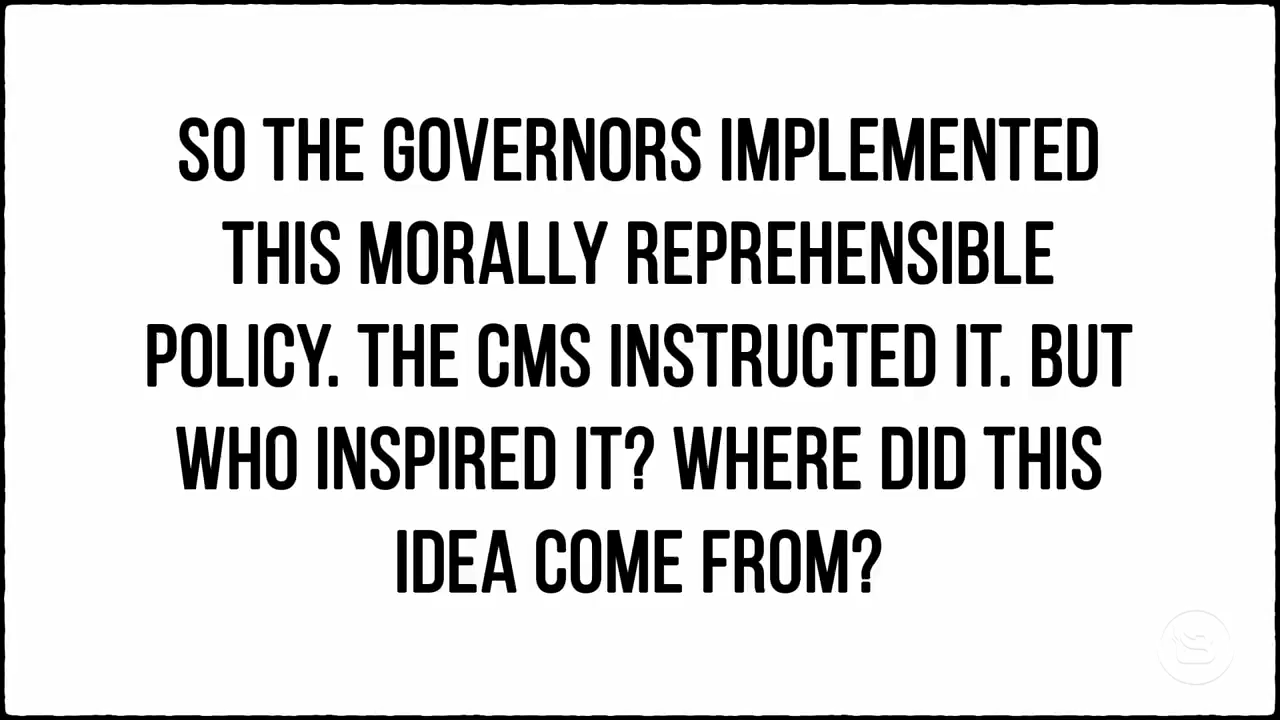 SO THE GOVERNORS IMPLEMENTED
THIS MORALLY REPREHENSIBLE
POLICY. THE CMS INSTRUCTED IT. BUT
WHO INSPIRED IT? WHERE DID THIS
IDEA COME FROM?